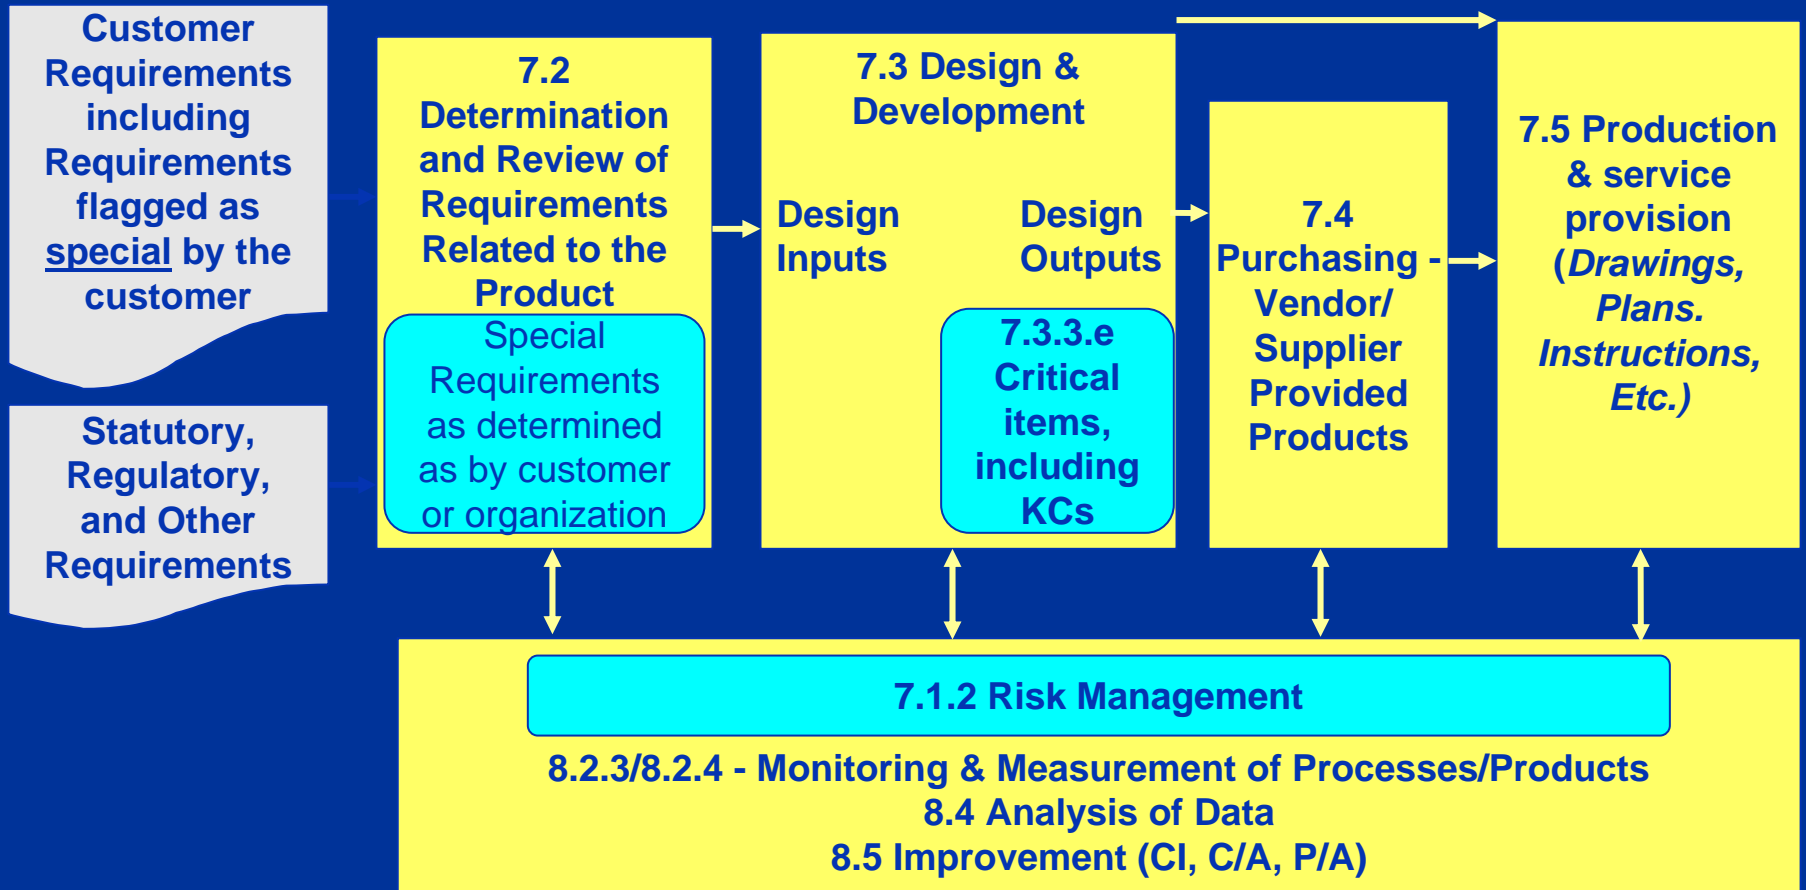 Customer
Requirements
including
Requirements
flagged as
special by the
customer
Statutory,
Regulatory,
and Other
Requirements
7.2
Determination
and Review of
Requirements
Related to the
Product
Special
Requirements
as determined
as by customer
or organization
7.3 Design &
Development
Design
Inputs
Design
Outputs
7.3.3.e
Critical
items,
including
KCs
7.4
Purchasing -
Vendor/
Supplier
Provided
Products
7.5 Production
& service
provision
(Drawings,
Plans.
Instructions,
Etc.)
7.1.2 Risk Management
8.2.3/8.2.4 - Monitoring & Measurement of Processes/Products
8.4 Analysis of Data
8.5 Improvement (CI, C/A, P/A)